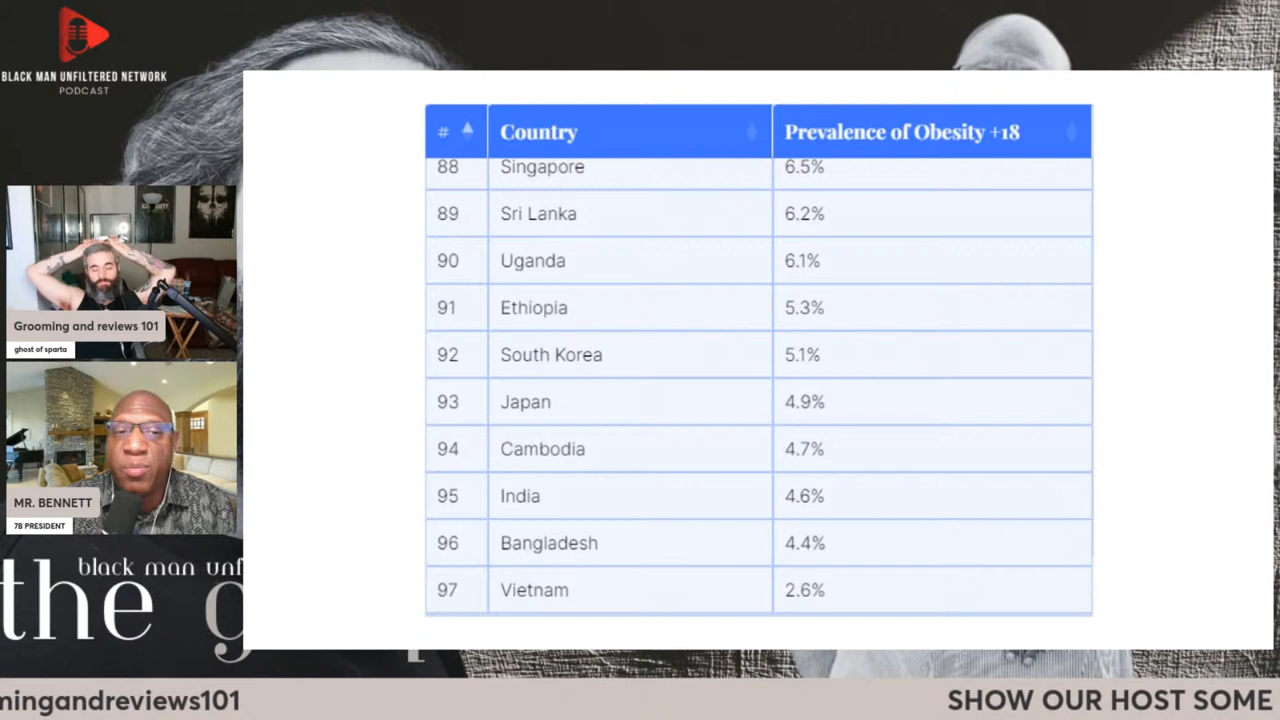 BLACK MAN UNFILTERED NETWORK
PODCAST
# Country Prevalence of Obesity +18
88 Singapore 6.5%
89 Sri Lanka 6.2%
90 Uganda 6.1%
91 Ethiopia 5.3%
92 South Korea 5.1%
93 Japan 4.9%
94 Cambodia 4.7%
95 India 4.6%
96 Bangladesh 4.4%
97 Vietnam 2.6%
Grooming and reviews 101
ghost of sparta
MR. BENNETT
7B PRESIDENT
black man unf
the g
mingandreviews101
SHOW OUR HOST SOME